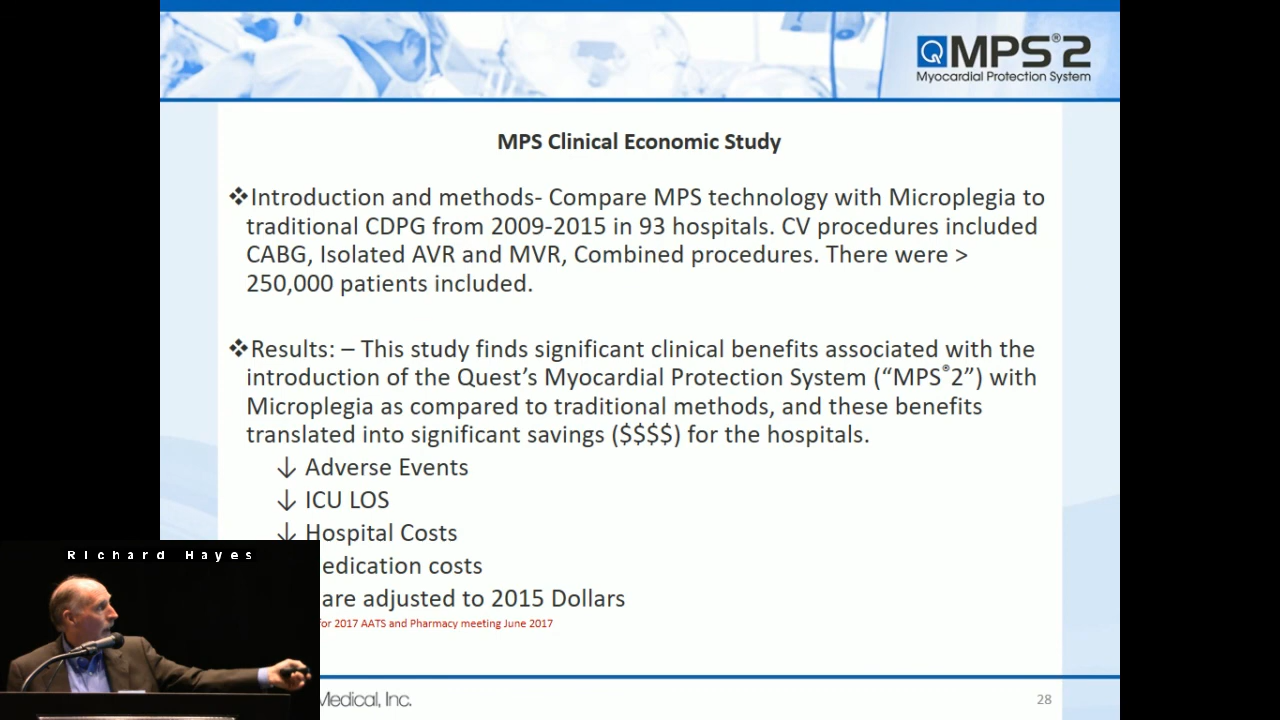 MPS®2
Myocardial Protection System
MPS Clinical Economic Study
❖Introduction and methods- Compare MPS technology with Microplegia to
traditional CDPG from 2009-2015 in 93 hospitals. CV procedures included
CABG, Isolated AVR and MVR, Combined procedures. There were >
250,000 patients included.
❖Results: – This study finds significant clinical benefits associated with the
introduction of the Quest’s Myocardial Protection System (“MPS®2”) with
Microplegia as compared to traditional methods, and these benefits
translated into significant savings ($$$$) for the hospitals.
↓ Adverse Events
↓ ICU LOS
↓ Hospital Costs
edication costs
are adjusted to 2015 Dollars
for 2017 AATS and Pharmacy meeting June 2017
Richard Hayes
Medical, Inc.
28